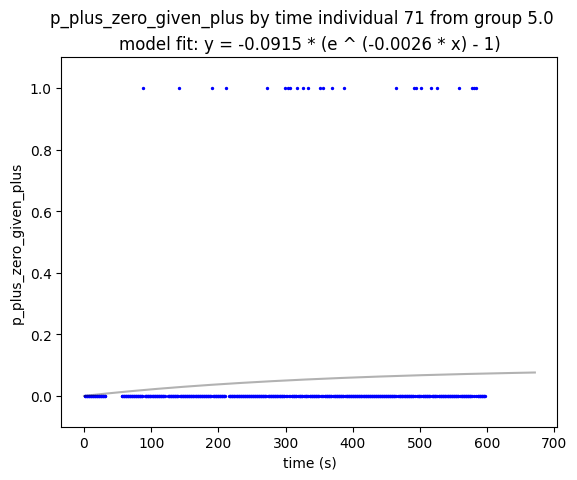 p_plus_zero_given_plus by time individual 71 from group 5.0
model fit: y = -0.0915 * (e ^ (-0.0026 * x) - 1)
p_plus_zero_given_plus
1.0
0.8
0.6
0.4
0.2
0.0
0 100 200 300 400 500 600 700
time (s)